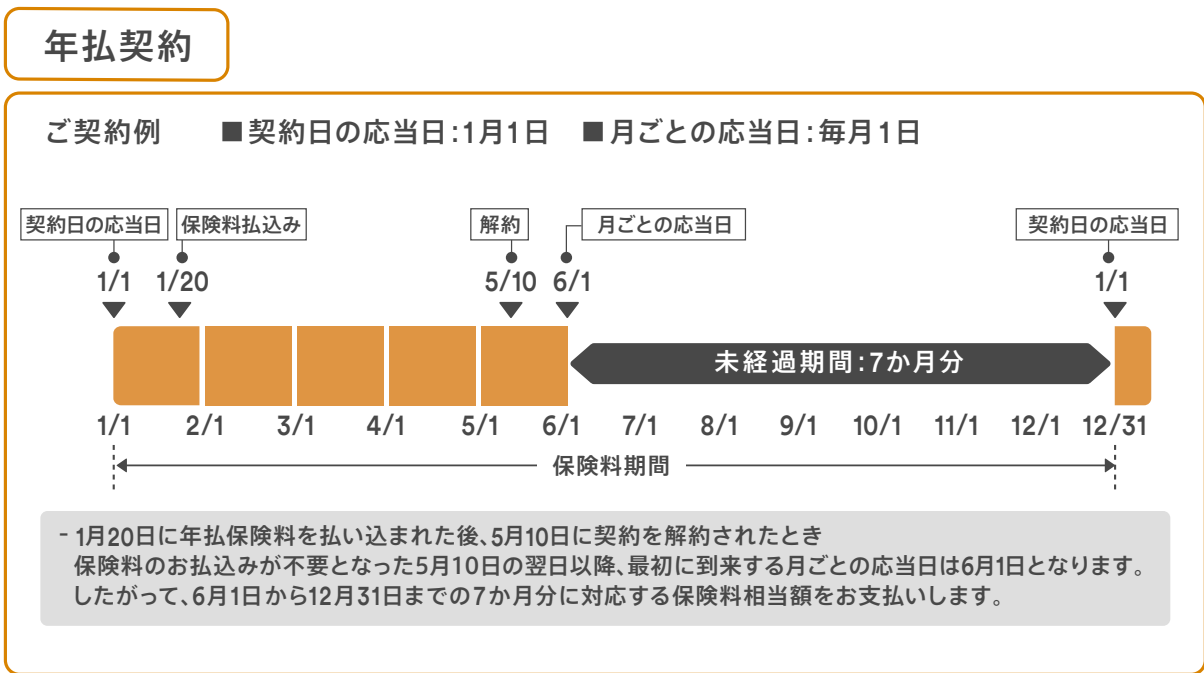 年払契約
ご契約例 ■契約日の応当日:1月1日 ■月ごとの応当日:毎月1日
契約日の応当日 保険料払込み 解約 月ごとの応当日 契約日の応当日
1/1 1/20 5/10 6/1 1/1
未経過期間:7か月分
1/1 2/1 3/1 4/1 5/1 6/1 7/1 8/1 9/1 10/1 11/1 12/1 12/31
保険料期間
- 1月20日に年払保険料を払い込まれた後、5月10日に契約を解約されたとき
保険料のお払込みが不要となった5月10日の翌日以降、最初に到来する月ごとの応当日は6月1日となります。
したがって、6月1日から12月31日までの7か月分に対応する保険料相当額をお支払いします。